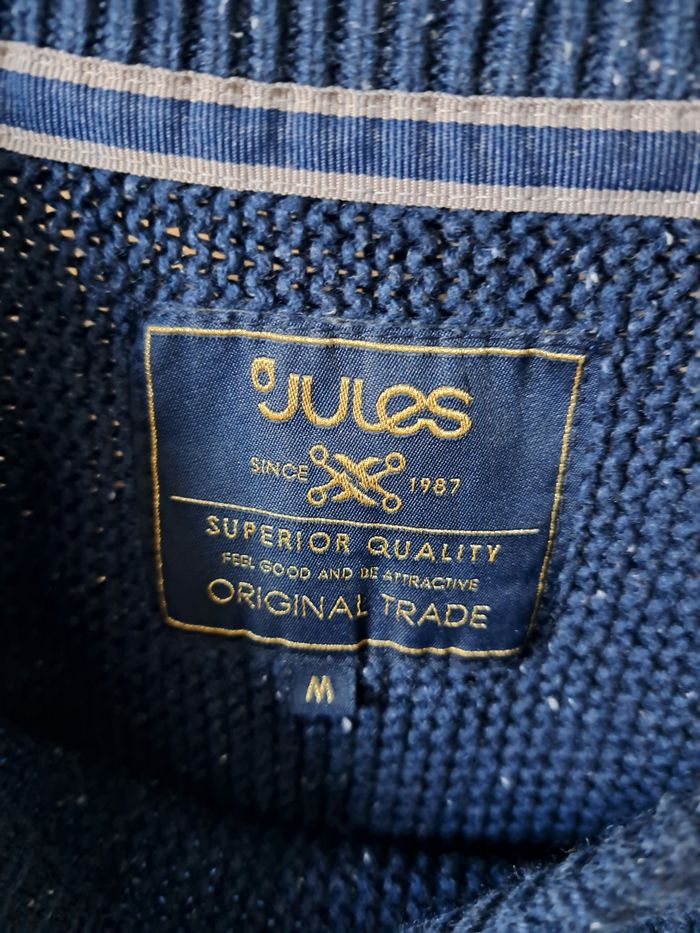 JULES
SINCE 1987
SUPERIOR QUALITY
FEEL GOOD AND BE ATTRACTIVE
ORIGINAL TRADE
M